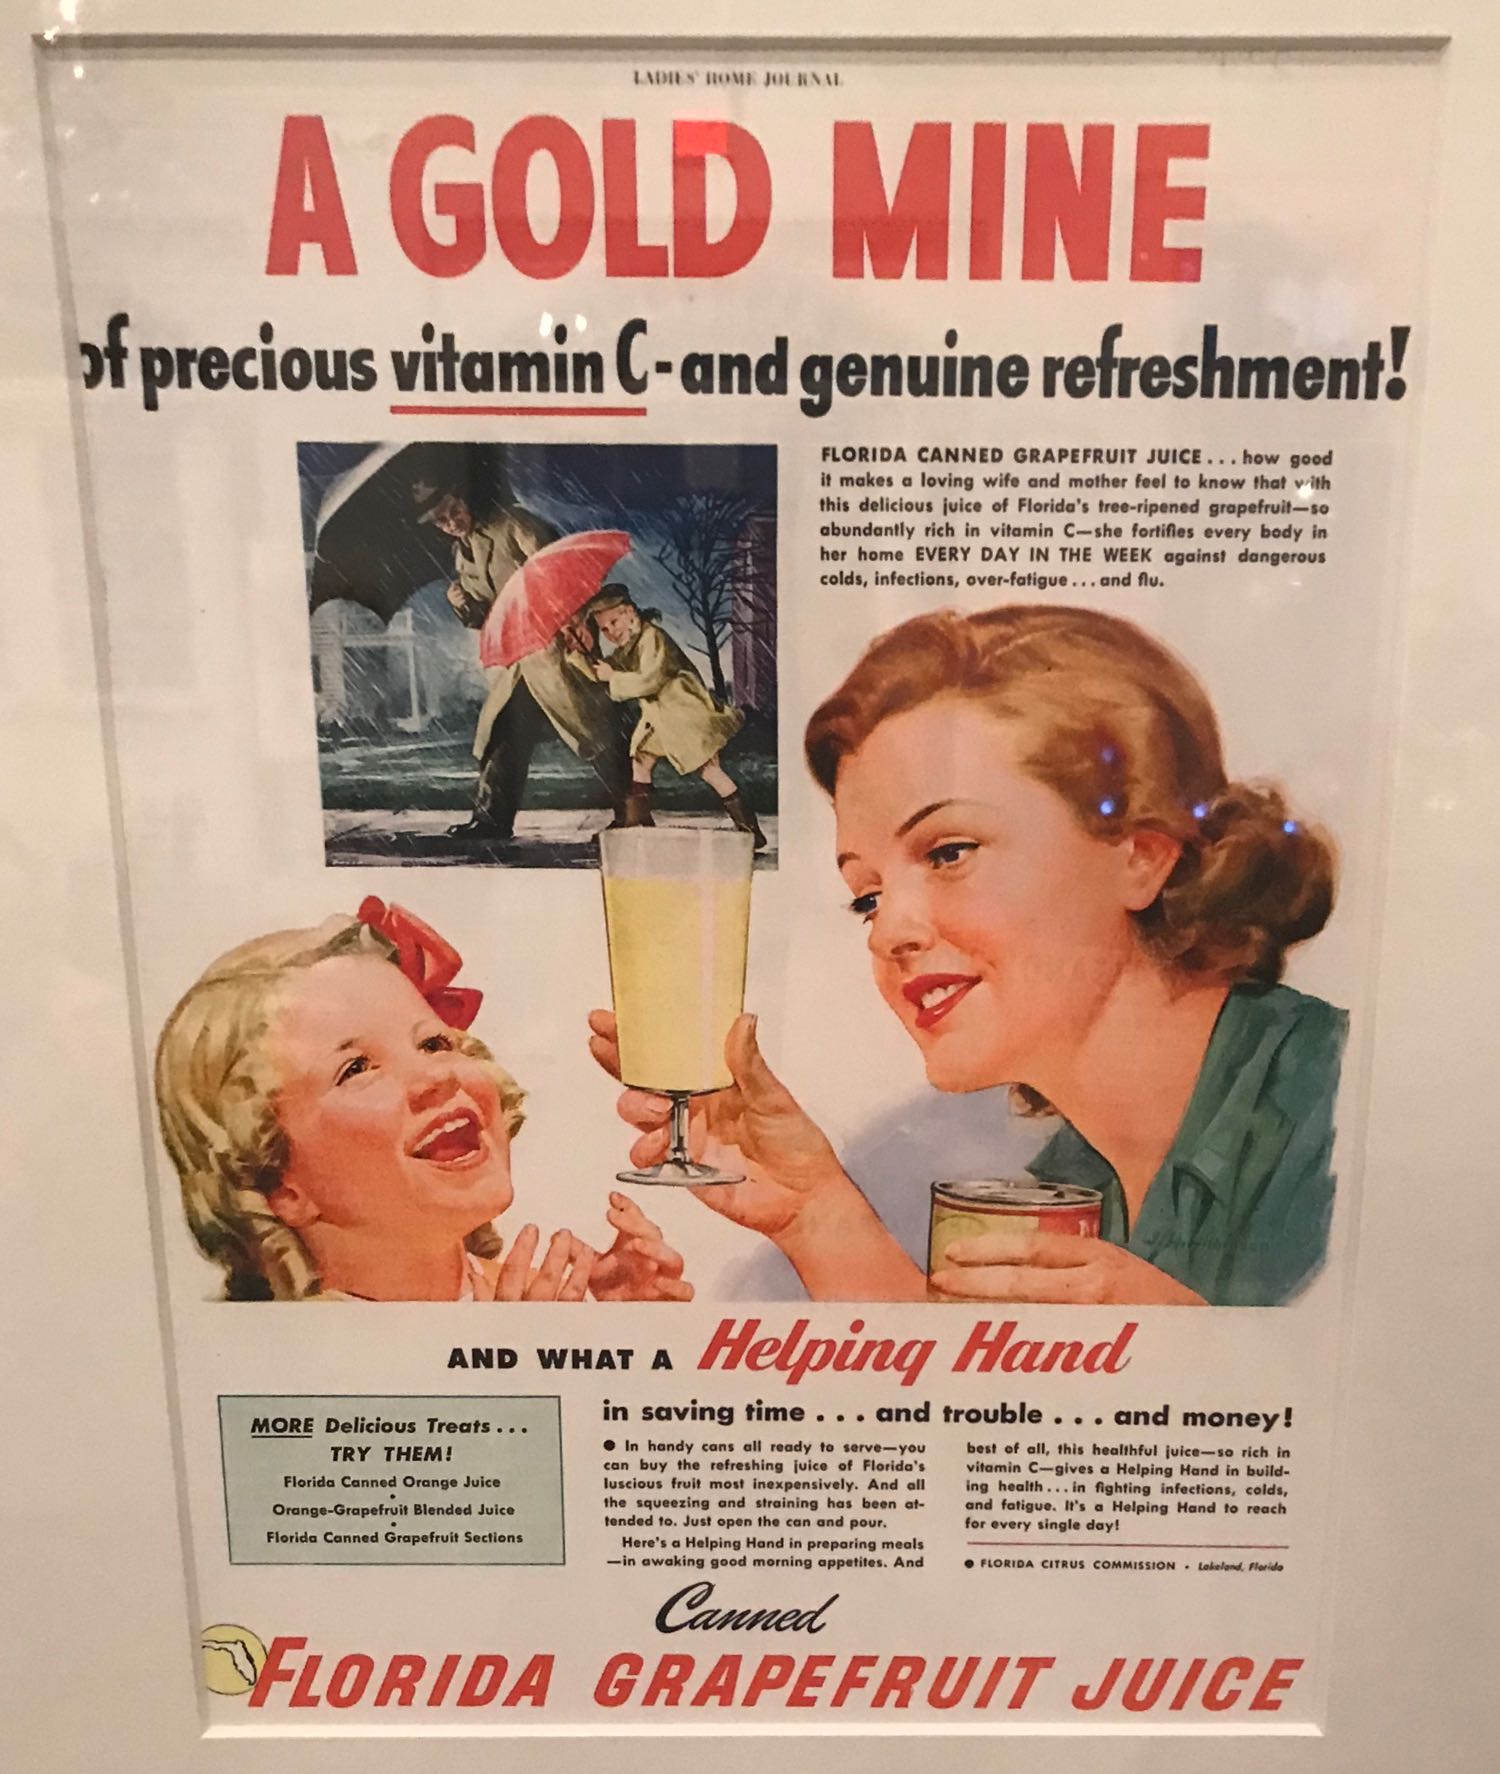 LADIES' HOME JOURNAL
A GOLD MINE
of precious vitamin C-and genuine refreshment!
FLORIDA CANNED GRAPEFRUIT JUICE...how good
it makes a loving wife and mother feel to know that with
this delicious juice of Florida's tree-ripened grapefruit—so
abundantly rich in vitamin C—she fortifies every body in
her home EVERY DAY IN THE WEEK against dangerous
colds, infections, over-fatigue...and flu.
AND WHAT A Helping Hand
in saving time...and trouble...and money!
MORE Delicious Treats...
TRY THEM!
Florida Canned Orange Juice
•
Orange-Grapefruit Blended Juice
•
Florida Canned Grapefruit Sections
● In handy cans all ready to serve—you
can buy the refreshing juice of Florida's
luscious fruit most inexpensively. And all
the squeezing and straining has been at-
tended to. Just open the can and pour.
Here's a Helping Hand in preparing meals
—in awaking good morning appetites. And
best of all, this healthful juice—so rich in
vitamin C—gives a Helping Hand in build-
ing health...in fighting infections, colds,
and fatigue. It's a Helping Hand to reach
for every single day!
● FLORIDA CITRUS COMMISSION • Lakeland, Florida
Canned
FLORIDA GRAPEFRUIT JUICE